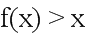 f(x) > x